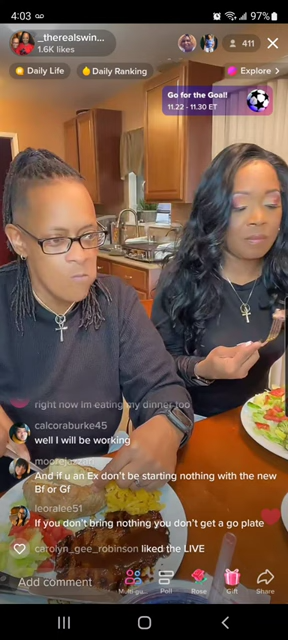 3:45
97%
_therealswin...
1.6K likes
411
Daily Life
Daily Ranking
Explore >
Go for the Goal!
11.22 - 11.30 ET
right now Im eating my dinner too
calcoraburke45
well I will be working
And if u an Ex don't be starting nothing with the new
Bf or Gf
leoralee51
If you don't bring nothing you don't get a go plate
carolyn_gee_robinson liked the LIVE
Add comment
Multi-gu..
Poll
Rose
Gift
Share